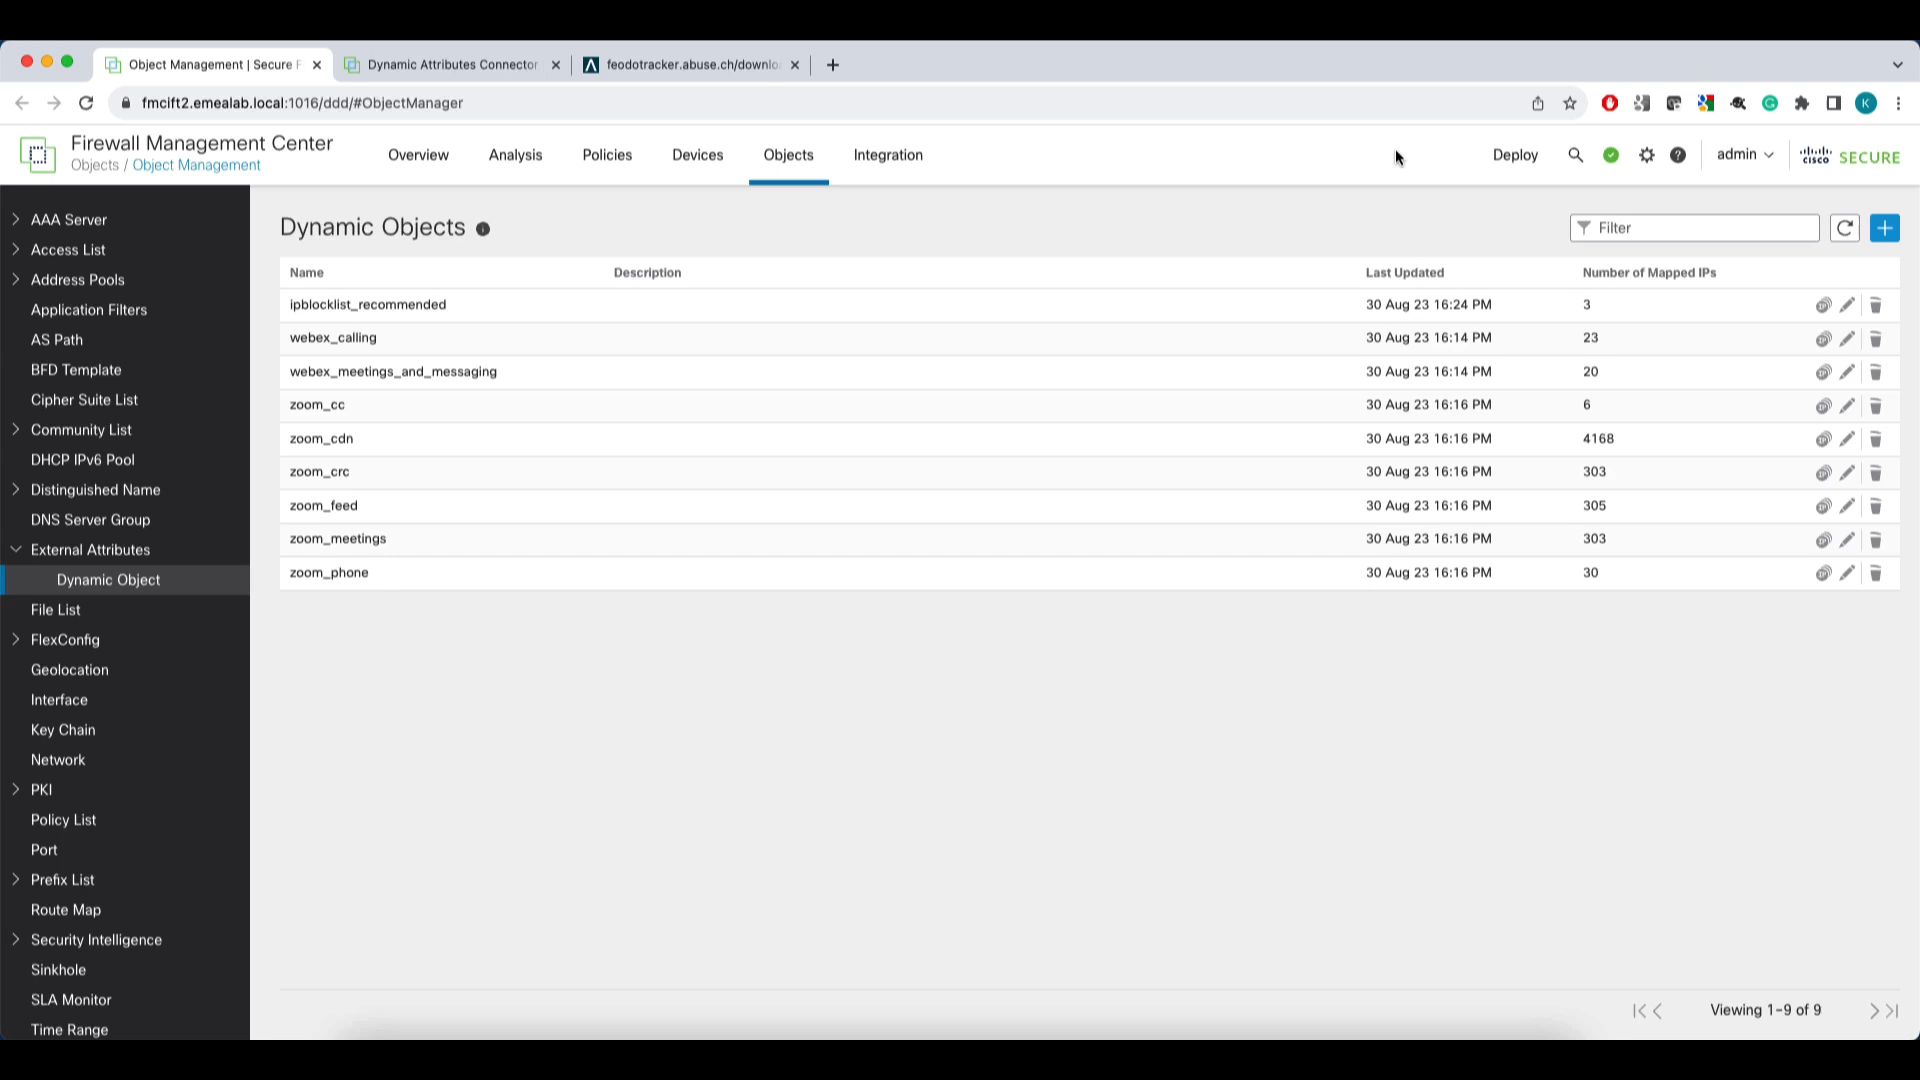 Object Management | Secure F
Dynamic Attributes Connector
feodotracker.abuse.ch/downlo
fmcift2.emealab.local:1016/ddd/#ObjectManager
K
Firewall Management Center
Objects / Object Management
Overview
Analysis
Policies
Devices
Objects
Integration
Deploy
admin
cisco SECURE
AAA Server
Access List
Address Pools
Application Filters
AS Path
BFD Template
Cipher Suite List
Community List
DHCP IPv6 Pool
Distinguished Name
DNS Server Group
External Attributes
Dynamic Object
File List
FlexConfig
Geolocation
Interface
Key Chain
Network
PKI
Policy List
Port
Prefix List
Route Map
Security Intelligence
Sinkhole
SLA Monitor
Time Range
Dynamic Objects
Filter
Name Description Last Updated Number of Mapped IPs
ipblocklist_recommended 30 Aug 23 16:24 PM 3
webex_calling 30 Aug 23 16:14 PM 23
webex_meetings_and_messaging 30 Aug 23 16:14 PM 20
zoom_cc 30 Aug 23 16:16 PM 6
zoom_cdn 30 Aug 23 16:16 PM 4168
zoom_crc 30 Aug 23 16:16 PM 303
zoom_feed 30 Aug 23 16:16 PM 305
zoom_meetings 30 Aug 23 16:16 PM 303
zoom_phone 30 Aug 23 16:16 PM 30
Viewing 1-9 of 9